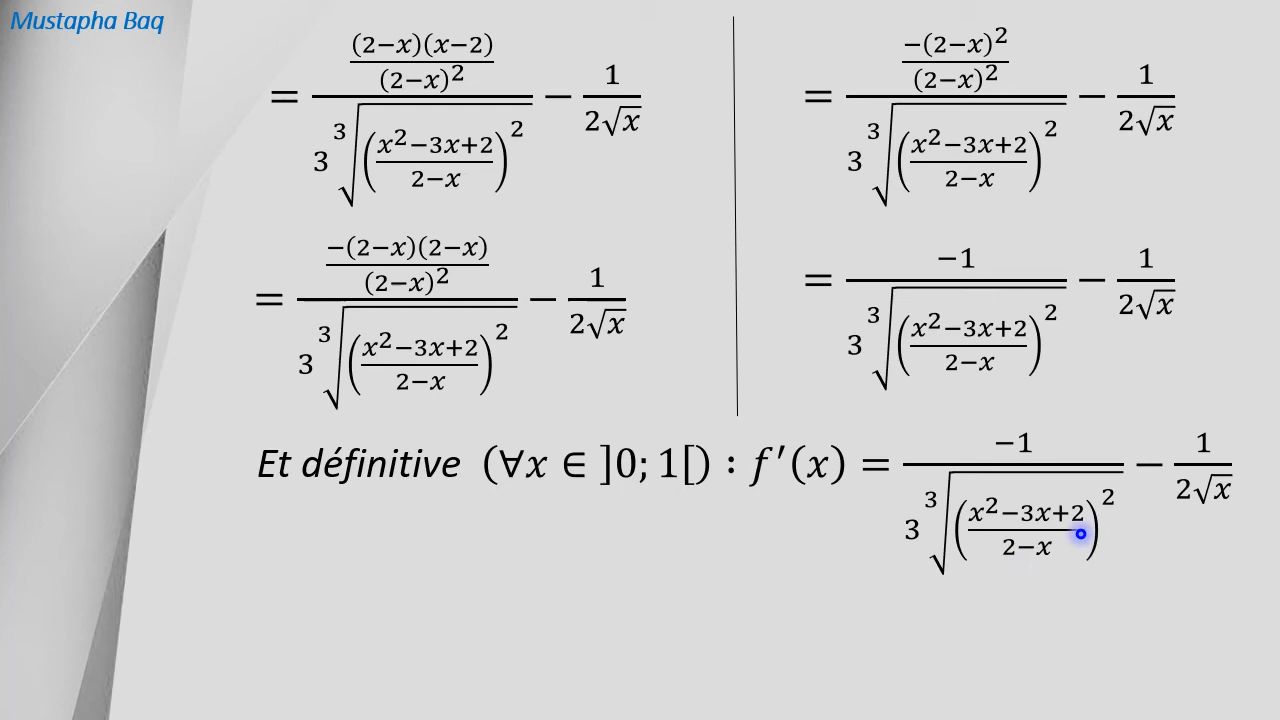 Mustapha Baq
= ((2−x)(x−2)/(2−x)²)/(3∛((x²−3x+2)/(2−x))²) − 1/(2√x)
= (−(2−x)(2−x)/(2−x)²)/(3∛((x²−3x+2)/(2−x))²) − 1/(2√x)
= (−(2−x)²/(2−x)²)/(3∛((x²−3x+2)/(2−x))²) − 1/(2√x)
= −1/(3∛((x²−3x+2)/(2−x))²) − 1/(2√x)
Et définitive (∀x ∈ ]0; 1[) : f′(x) = −1/(3∛((x²−3x+2)/(2−x))²) − 1/(2√x)